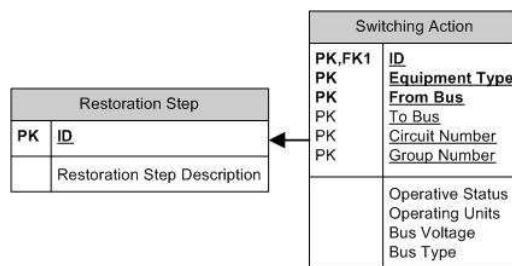 Restoration Step
PK ID
Restoration Step Description
Switching Action
PK,FK1 ID
PK Equipment Type
PK From Bus
PK To Bus
PK Circuit Number
PK Group Number
Operative Status
Operating Units
Bus Voltage
Bus Type